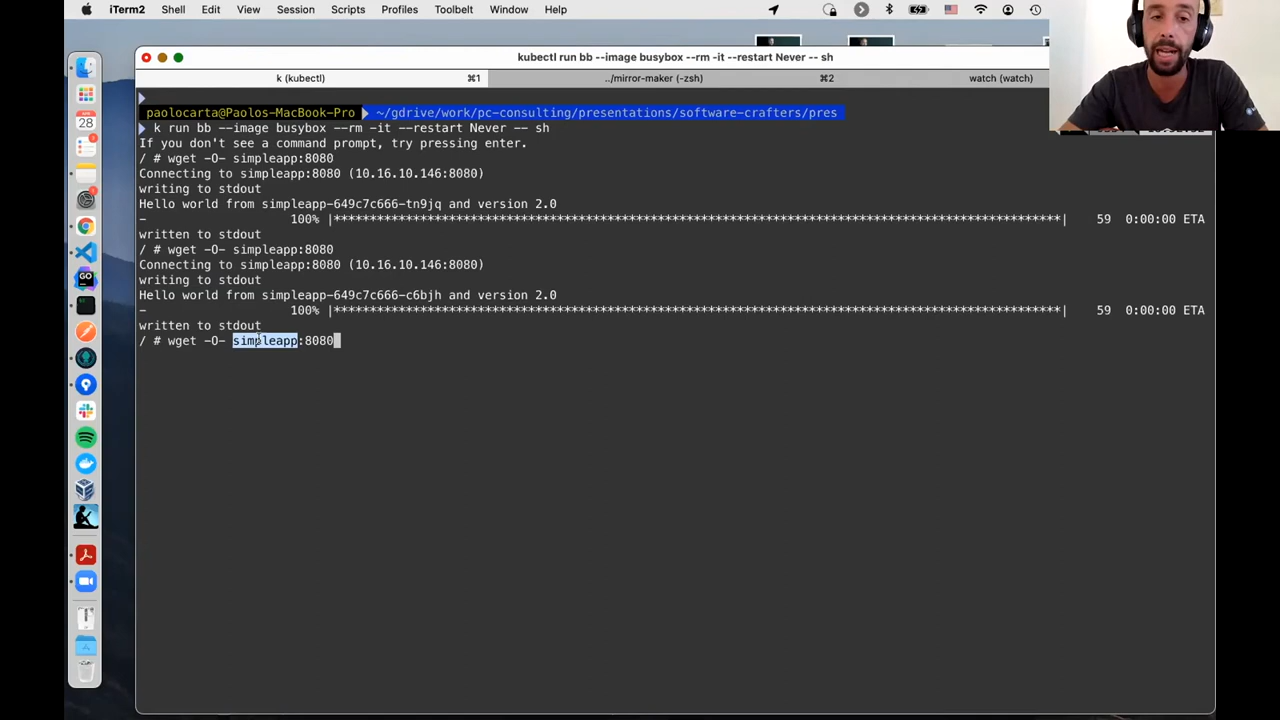 iTerm2 Shell Edit View Session Scripts Profiles Toolbelt Window Help
kubectl run bb --image busybox --rm -it --restart Never -- sh
k (kubectl) ⌘1 ../mirror-maker (-zsh) ⌘2 watch (watch)
paolocarta@Paolos-MacBook-Pro ~/gdrive/work/pc-consulting/presentations/software-crafters/pres
k run bb --image busybox --rm -it --restart Never -- sh
If you don't see a command prompt, try pressing enter.
/ # wget -O- simpleapp:8080
Connecting to simpleapp:8080 (10.16.10.146:8080)
writing to stdout
Hello world from simpleapp-649c7c666-tn9jq and version 2.0
- 100% |********************************************************************************************| 59 0:00:00 ETA
written to stdout
/ # wget -O- simpleapp:8080
Connecting to simpleapp:8080 (10.16.10.146:8080)
writing to stdout
Hello world from simpleapp-649c7c666-c6bjh and version 2.0
- 100% |********************************************************************************************| 59 0:00:00 ETA
written to stdout
/ # wget -O- simpleapp:8080
APR
28
GO